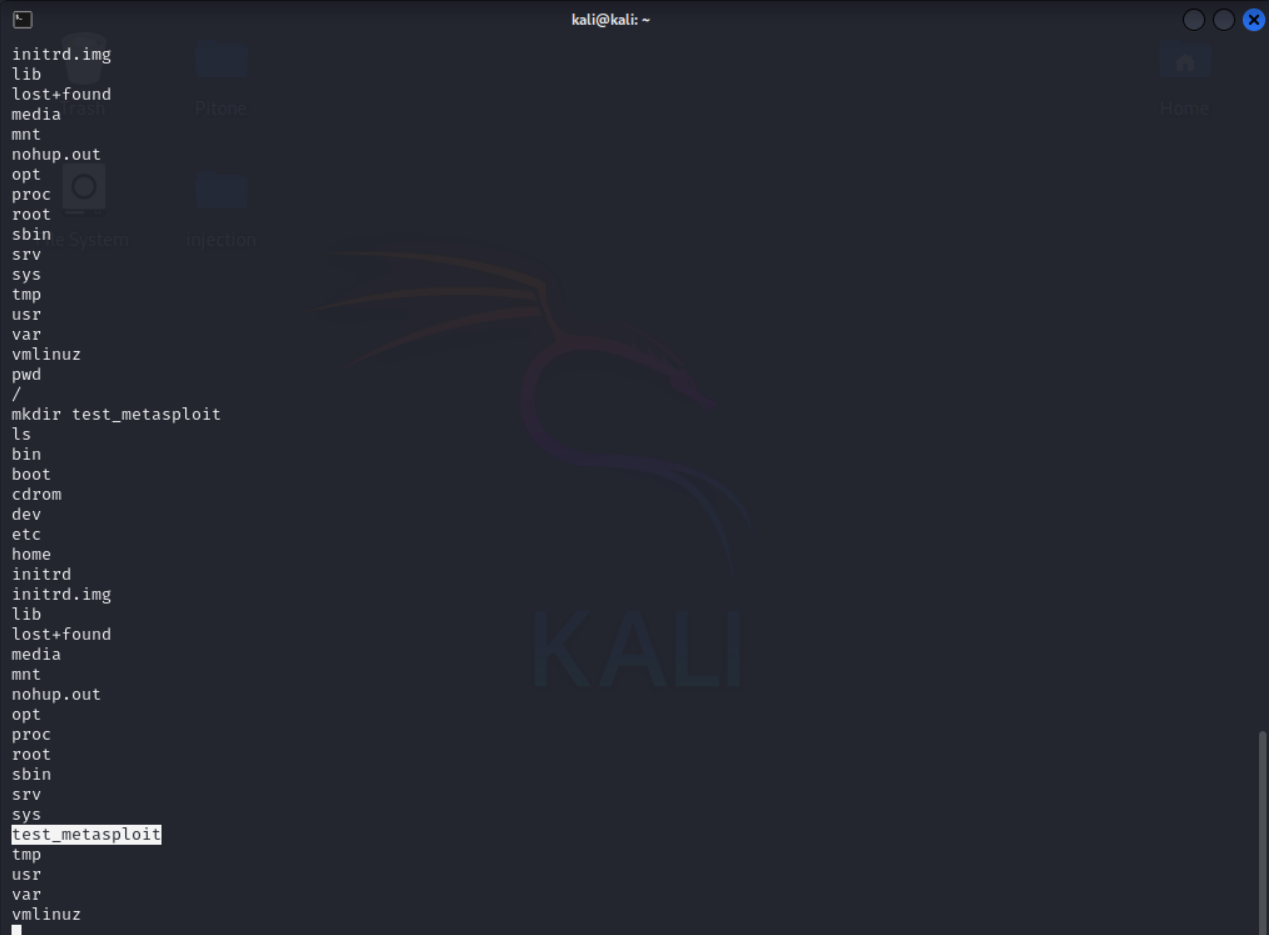 kali@kali: ~
Trash
Pitone
Home
File System
Injection
KALI
initrd.img
lib
lost+found
media
mnt
nohup.out
opt
proc
root
sbin
srv
sys
tmp
usr
var
vmlinuz
pwd
/
mkdir test_metasploit
ls
bin
boot
cdrom
dev
etc
home
initrd
initrd.img
lib
lost+found
media
mnt
nohup.out
opt
proc
root
sbin
srv
sys
test_metasploit
tmp
usr
var
vmlinuz